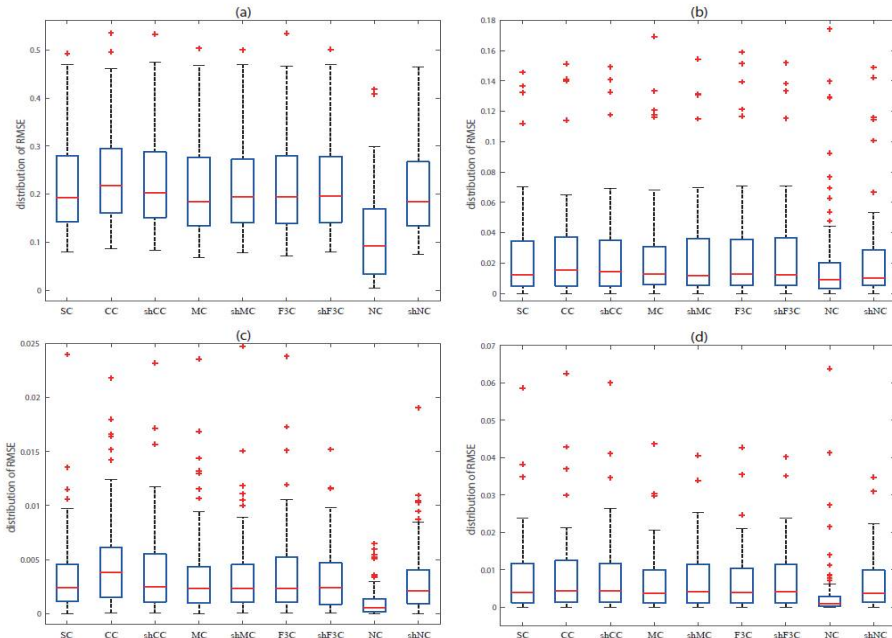 (a)
distribution of RMSE
0.5
0.4
0.3
0.2
0.1
0
SC CC shCC MC shMC F3C shF3C NC shNC
(b)
distribution of RMSE
0.18
0.16
0.14
0.12
0.1
0.08
0.06
0.04
0.02
0
SC CC shCC MC shMC F3C shF3C NC shNC
(c)
distribution of RMSE
0.025
0.02
0.015
0.01
0.005
0
SC CC shCC MC shMC F3C shF3C NC shNC
(d)
distribution of RMSE
0.07
0.06
0.05
0.04
0.03
0.02
0.01
0
SC CC shCC MC shMC F3C shF3C NC shNC